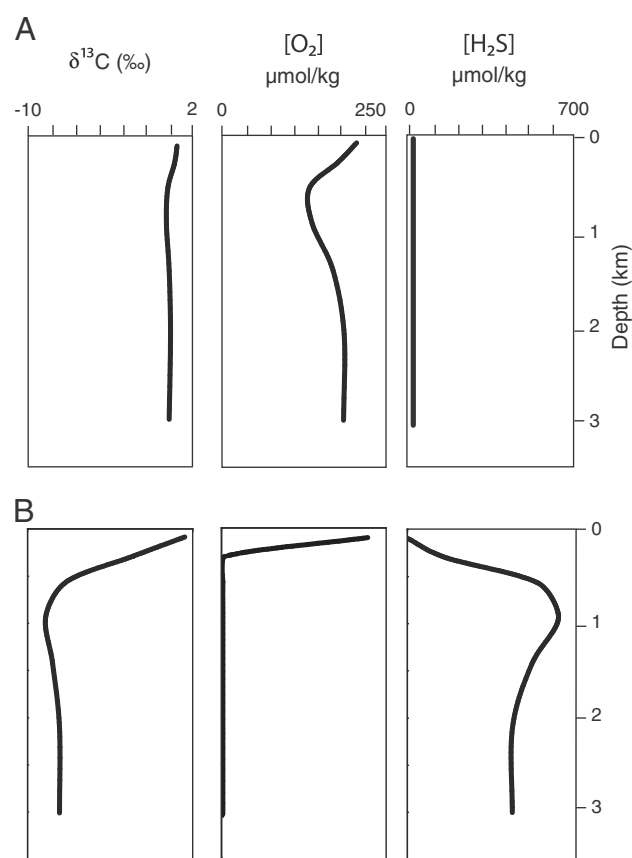 A
δ¹³C (‰)
[O₂]
µmol/kg
[H₂S]
µmol/kg
-10 2 0 250 0 700
0
1
2
3
Depth (km)
B
0
1
2
3